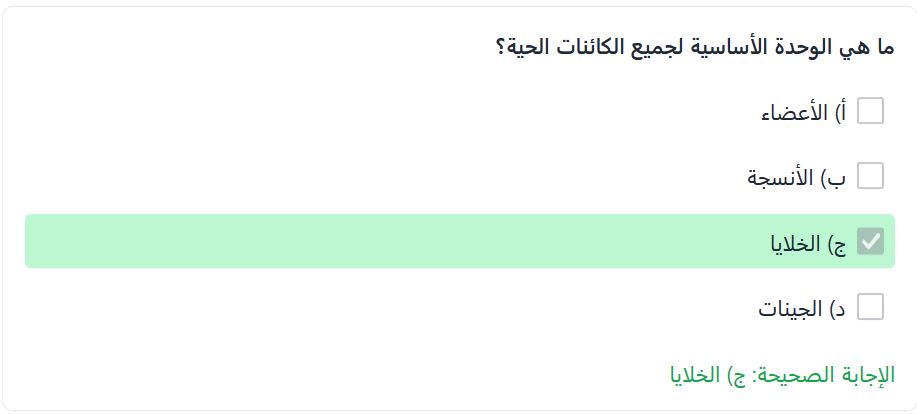 ما هي الوحدة الأساسية لجميع الكائنات الحية؟
أ) الأعضاء
ب) الأنسجة
ج) الخلايا
د) الجينات
الإجابة الصحيحة: ج) الخلايا